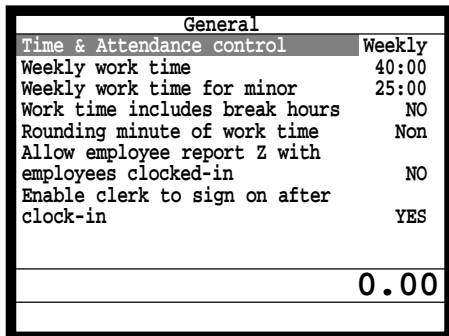 General
Time & Attendance control Weekly
Weekly work time 40:00
Weekly work time for minor 25:00
Work time includes break hours NO
Rounding minute of work time Non
Allow employee report Z with
employees clocked-in NO
Enable clerk to sign on after
clock-in YES
0.00